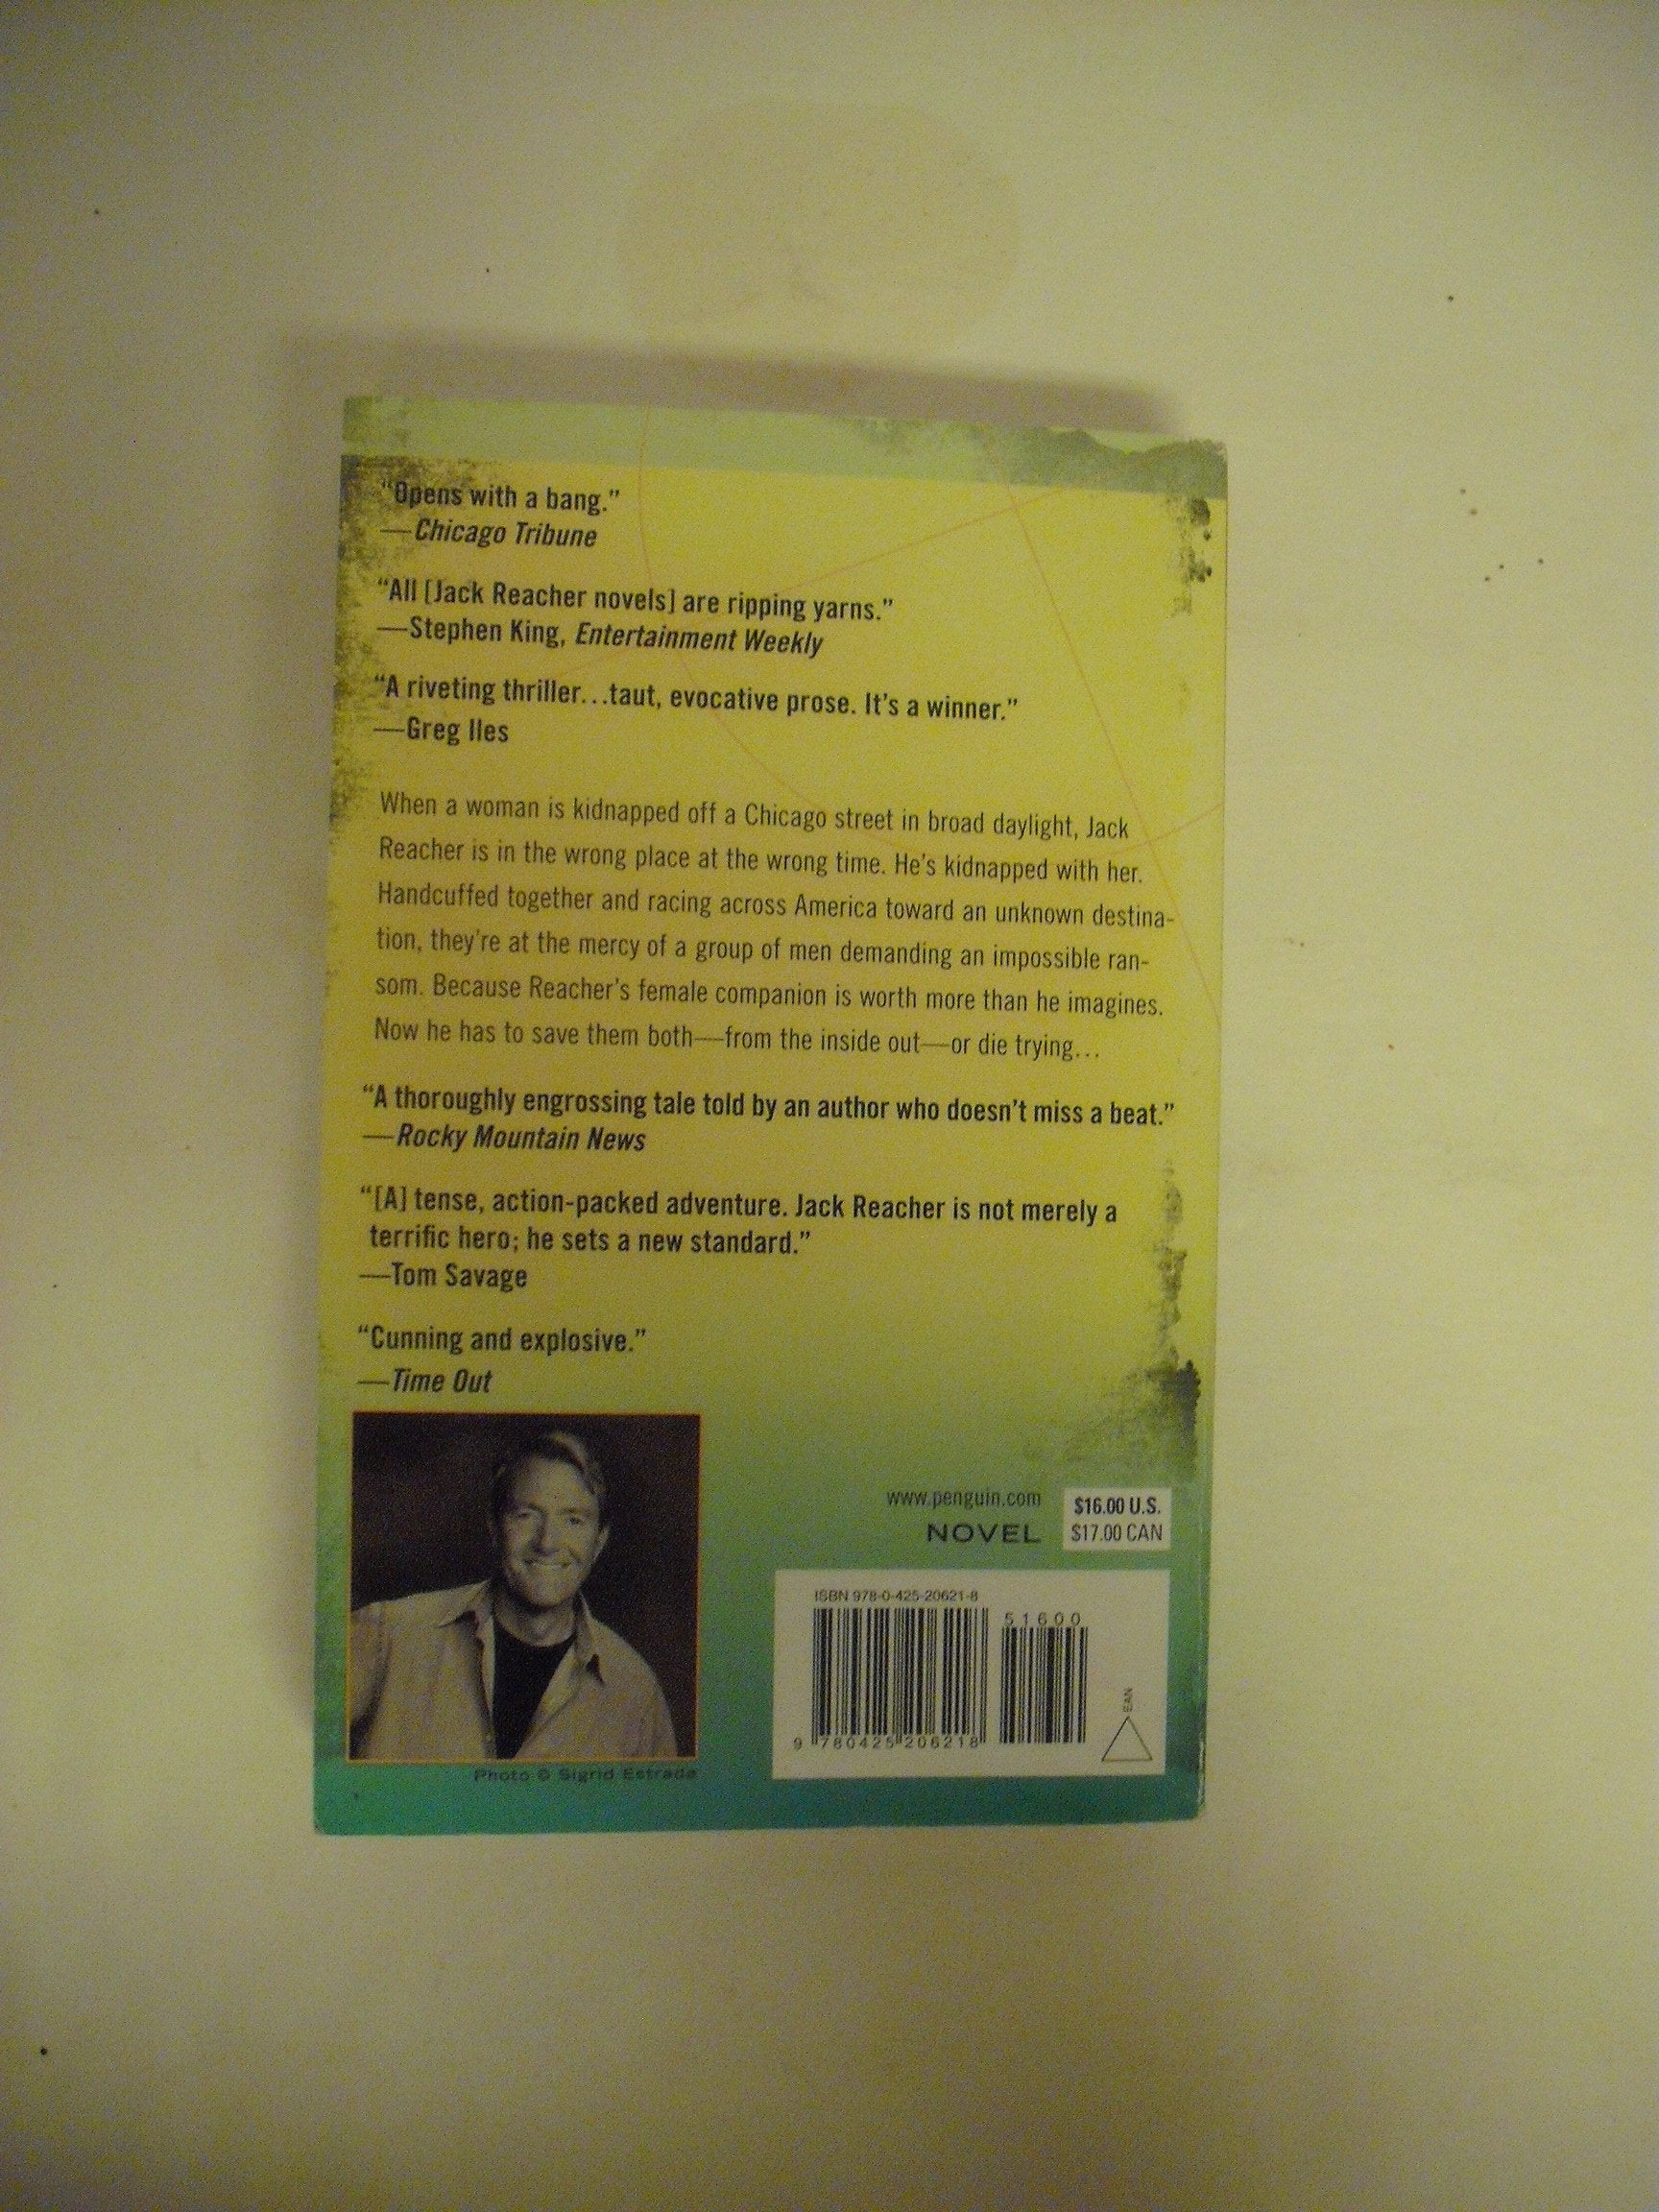 “Opens with a bang.”
—Chicago Tribune
“All [Jack Reacher novels] are ripping yarns.”
—Stephen King, Entertainment Weekly
“A riveting thriller…taut, evocative prose. It’s a winner.”
—Greg Iles
When a woman is kidnapped off a Chicago street in broad daylight, Jack
Reacher is in the wrong place at the wrong time. He’s kidnapped with her.
Handcuffed together and racing across America toward an unknown destina-
tion, they’re at the mercy of a group of men demanding an impossible ran-
som. Because Reacher’s female companion is worth more than he imagines.
Now he has to save them both—from the inside out—or die trying…
“A thoroughly engrossing tale told by an author who doesn’t miss a beat.”
—Rocky Mountain News
“[A] tense, action-packed adventure. Jack Reacher is not merely a
terrific hero; he sets a new standard.”
—Tom Savage
“Cunning and explosive.”
—Time Out
Photo © Sigrid Estrada
www.penguin.com
NOVEL
$16.00 U.S.
$17.00 CAN
ISBN 978-0-425-20621-8
51600
9 780425 206218
EAN